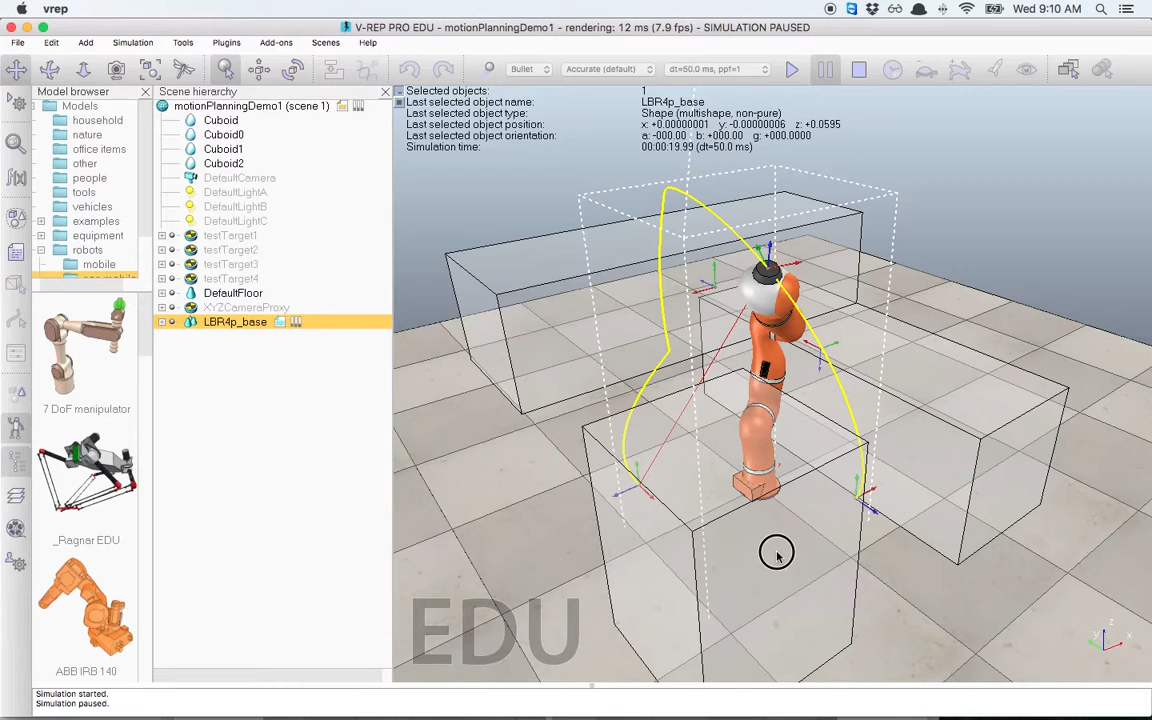 vrep
Wed 9:10 AM
V-REP PRO EDU - motionPlanningDemo1 - rendering: 12 ms (7.9 fps) - SIMULATION PAUSED
File Edit Add Simulation Tools Plugins Add-ons Scenes Help
Bullet Accurate (default) dt=50.0 ms, ppf=1
Model browser
Models
household
nature
office items
other
people
tools
vehicles
examples
equipment
robots
mobile
7 DoF manipulator
_Ragnar EDU
ABB IRB 140
Scene hierarchy
motionPlanningDemo1 (scene 1)
Cuboid
Cuboid0
Cuboid1
Cuboid2
DefaultCamera
DefaultLightA
DefaultLightB
DefaultLightC
testTarget1
testTarget2
testTarget3
testTarget4
DefaultFloor
XYZCameraProxy
LBR4p_base
Selected objects: 1
Last selected object name: LBR4p_base
Last selected object type: Shape (multishape, non-pure)
Last selected object position: x: +0.00000001 y: -0.00000006 z: +0.0595
Last selected object orientation: a: -000.00 b: +000.00 g: +000.0000
Simulation time: 00:00:19.99 (dt=50.0 ms)
EDU
z
x
Simulation started.
Simulation paused.